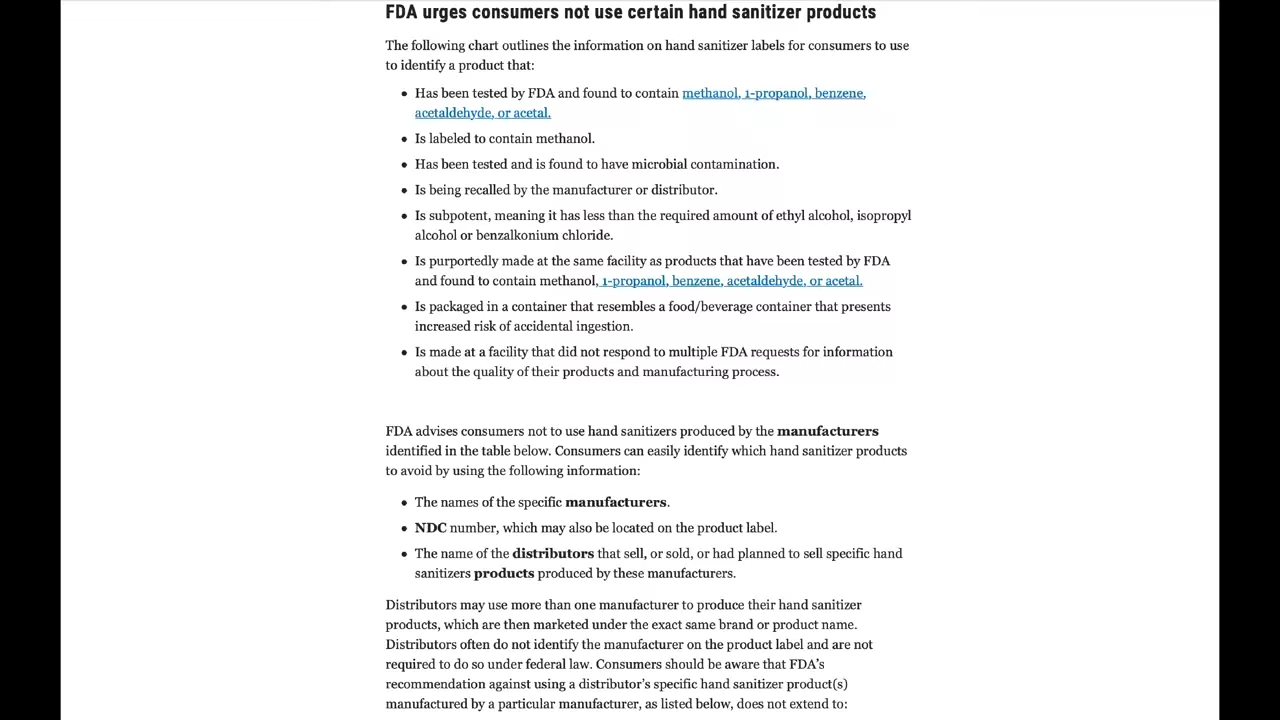 FDA urges consumers not use certain hand sanitizer products
The following chart outlines the information on hand sanitizer labels for consumers to use
to identify a product that:
• Has been tested by FDA and found to contain methanol, 1-propanol, benzene,
acetaldehyde, or acetal.
• Is labeled to contain methanol.
• Has been tested and is found to have microbial contamination.
• Is being recalled by the manufacturer or distributor.
• Is subpotent, meaning it has less than the required amount of ethyl alcohol, isopropyl
alcohol or benzalkonium chloride.
• Is purportedly made at the same facility as products that have been tested by FDA
and found to contain methanol, 1-propanol, benzene, acetaldehyde, or acetal.
• Is packaged in a container that resembles a food/beverage container that presents
increased risk of accidental ingestion.
• Is made at a facility that did not respond to multiple FDA requests for information
about the quality of their products and manufacturing process.
FDA advises consumers not to use hand sanitizers produced by the manufacturers
identified in the table below. Consumers can easily identify which hand sanitizer products
to avoid by using the following information:
• The names of the specific manufacturers.
• NDC number, which may also be located on the product label.
• The name of the distributors that sell, or sold, or had planned to sell specific hand
sanitizers products produced by these manufacturers.
Distributors may use more than one manufacturer to produce their hand sanitizer
products, which are then marketed under the exact same brand or product name.
Distributors often do not identify the manufacturer on the product label and are not
required to do so under federal law. Consumers should be aware that FDA's
recommendation against using a distributor's specific hand sanitizer product(s)
manufactured by a particular manufacturer, as listed below, does not extend to: